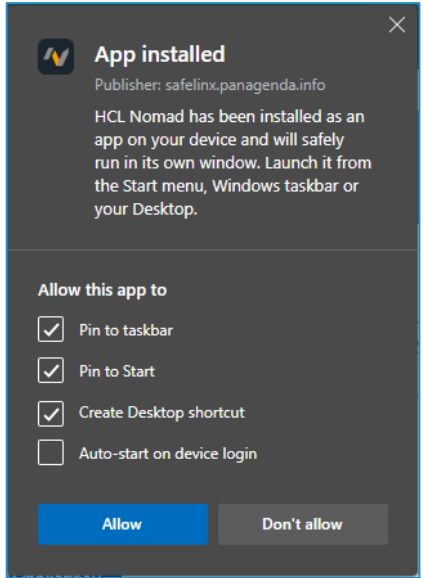 App installed
Publisher: safelinx.panagenda.info
HCL Nomad has been installed as an
app on your device and will safely
run in its own window. Launch it from
the Start menu, Windows taskbar or
your Desktop.
Allow this app to
Pin to taskbar
Pin to Start
Create Desktop shortcut
Auto-start on device login
Allow Don't allow